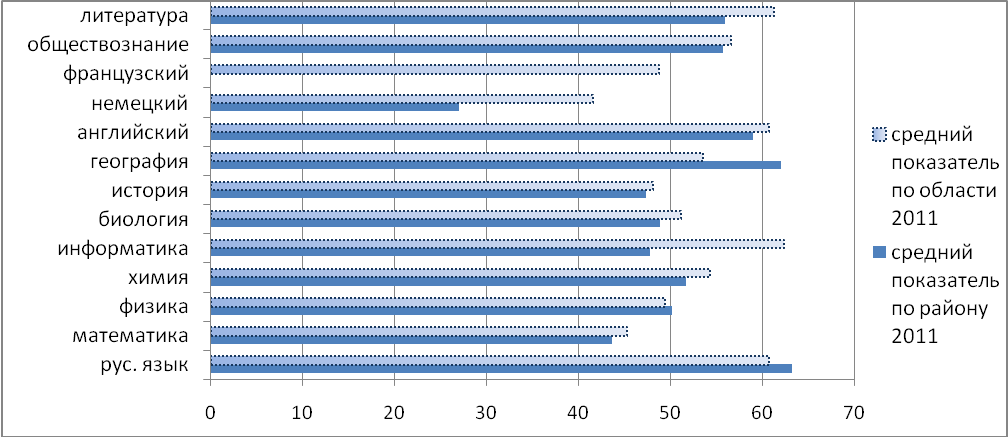 литература
обществознание
французский
немецкий
английский
география
история
биология
информатика
химия
физика
математика
рус. язык
0 10 20 30 40 50 60 70
средний
показатель
по области
2011
средний
показатель
по району
2011